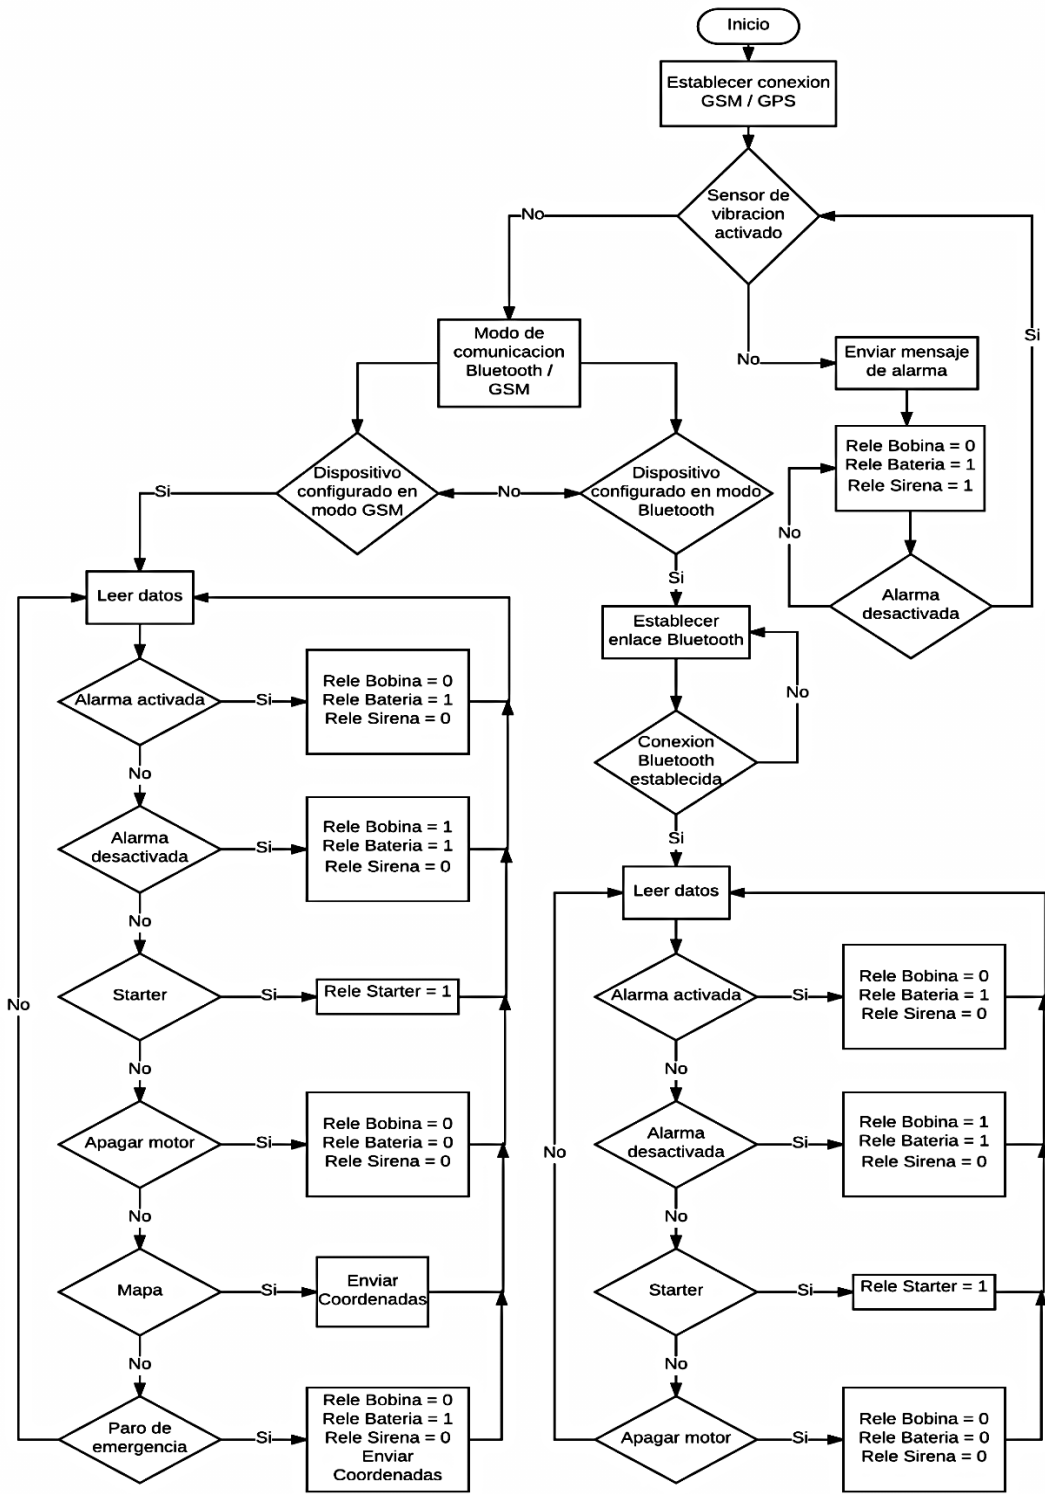 Inicio
Establecer conexion
GSM / GPS
Sensor de
vibracion
activado
No
No
Si
Modo de
comunicacion
Bluetooth /
GSM
Enviar mensaje
de alarma
Rele Bobina = 0
Rele Bateria = 1
Rele Sirena = 1
No
Alarma
desactivada
Dispositivo
configurado en
modo GSM
No
Dispositivo
configurado en modo
Bluetooth
Si
Si
Leer datos
Alarma activada
Si
Rele Bobina = 0
Rele Bateria = 1
Rele Sirena = 0
No
Alarma
desactivada
Si
Rele Bobina = 1
Rele Bateria = 1
Rele Sirena = 0
No
Starter
Si
Rele Starter = 1
No
No
Apagar motor
Si
Rele Bobina = 0
Rele Bateria = 0
Rele Sirena = 0
No
Mapa
Si
Enviar
Coordenadas
No
Paro de
emergencia
Si
Rele Bobina = 0
Rele Bateria = 1
Rele Sirena = 0
Enviar
Coordenadas
Establecer
enlace Bluetooth
No
Conexion
Bluetooth
establecida
Si
Leer datos
Alarma activada
Si
Rele Bobina = 0
Rele Bateria = 1
Rele Sirena = 0
No
Alarma
desactivada
Si
Rele Bobina = 1
Rele Bateria = 1
Rele Sirena = 0
No
No
Starter
Si
Rele Starter = 1
No
Apagar motor
Si
Rele Bobina = 0
Rele Bateria = 0
Rele Sirena = 0